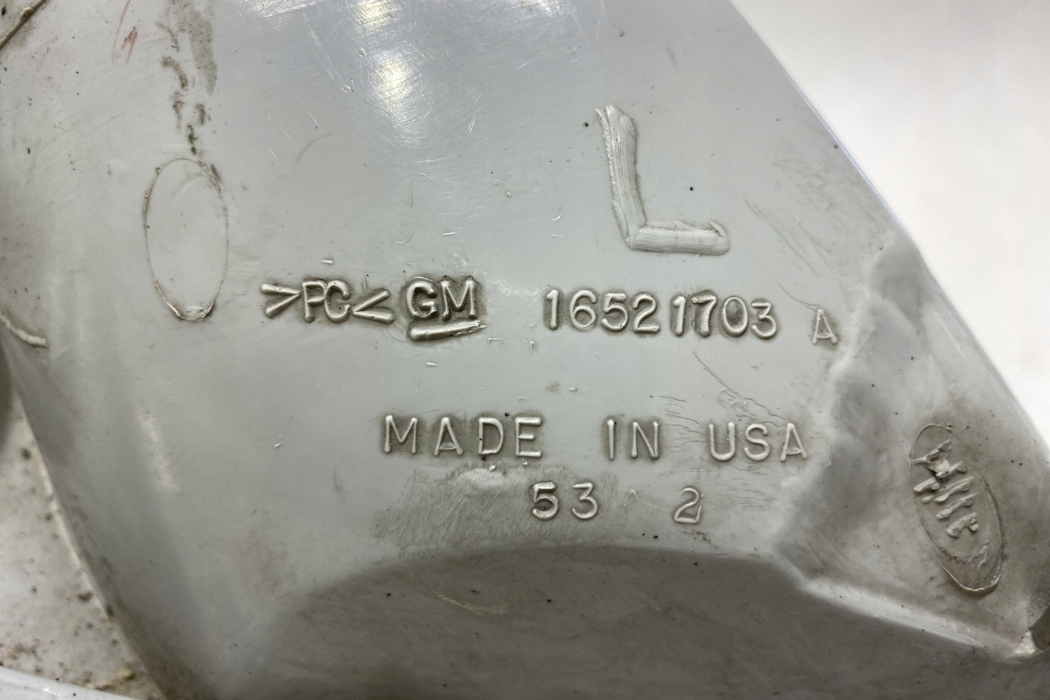 L
>PC< GM 16521703 A
MADE IN USA
53 2